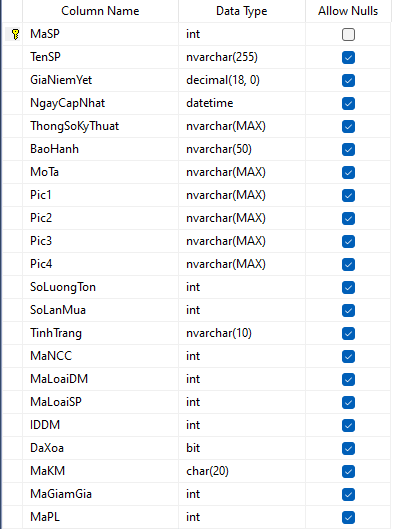 Column Name Data Type Allow Nulls
MaSP int
TenSP nvarchar(255)
GiaNiemYet decimal(18, 0)
NgayCapNhat datetime
ThongSoKyThuat nvarchar(MAX)
BaoHanh nvarchar(50)
MoTa nvarchar(MAX)
Pic1 nvarchar(MAX)
Pic2 nvarchar(MAX)
Pic3 nvarchar(MAX)
Pic4 nvarchar(MAX)
SoLuongTon int
SoLanMua int
TinhTrang nvarchar(10)
MaNCC int
MaLoaiDM int
MaLoaiSP int
IDDM int
DaXoa bit
MaKM char(20)
MaGiamGia int
MaPL int